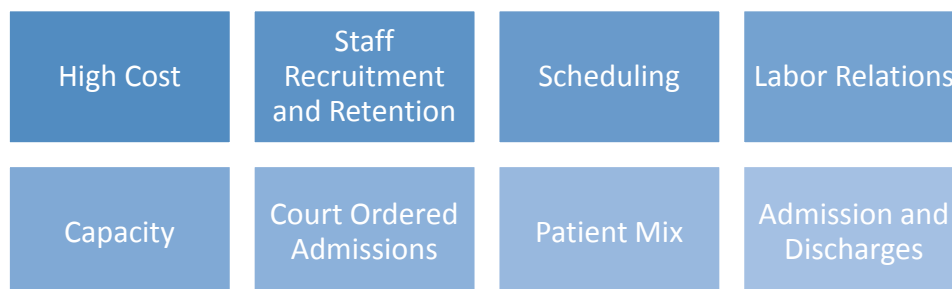 High Cost
Staff
Recruitment
and Retention
Scheduling
Labor Relations
Capacity
Court Ordered
Admissions
Patient Mix
Admission and
Discharges